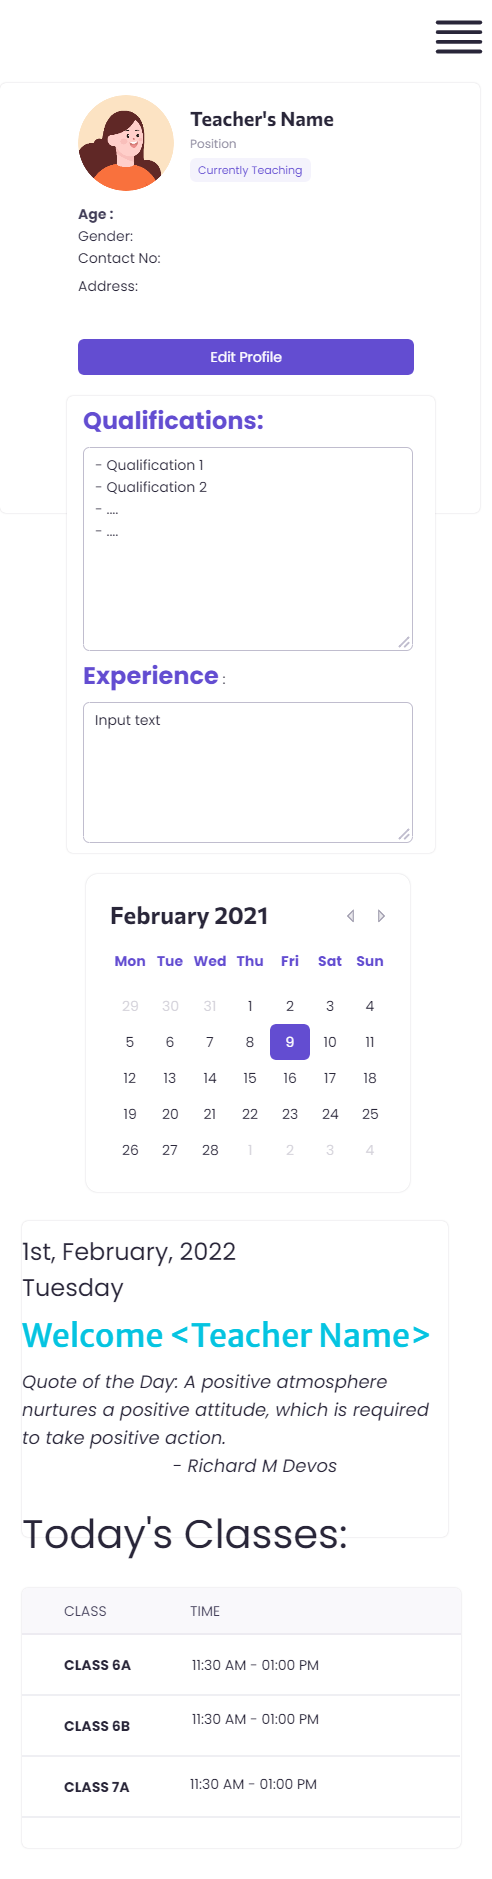 Teacher's Name
Position
Currently Teaching
Age :
Gender:
Contact No:
Address:
Edit Profile
Qualifications:
- Qualification 1
- Qualification 2
- ....
- ....
Experience :
Input text
February 2021
Mon Tue Wed Thu Fri Sat Sun
29 30 31 1 2 3 4
5 6 7 8 9 10 11
12 13 14 15 16 17 18
19 20 21 22 23 24 25
26 27 28 1 2 3 4
1st, February, 2022
Tuesday
Welcome <Teacher Name>
Quote of the Day: A positive atmosphere
nurtures a positive attitude, which is required
to take positive action.
- Richard M Devos
Today's Classes:
CLASS TIME
CLASS 6A 11:30 AM - 01:00 PM
CLASS 6B 11:30 AM - 01:00 PM
CLASS 7A 11:30 AM - 01:00 PM